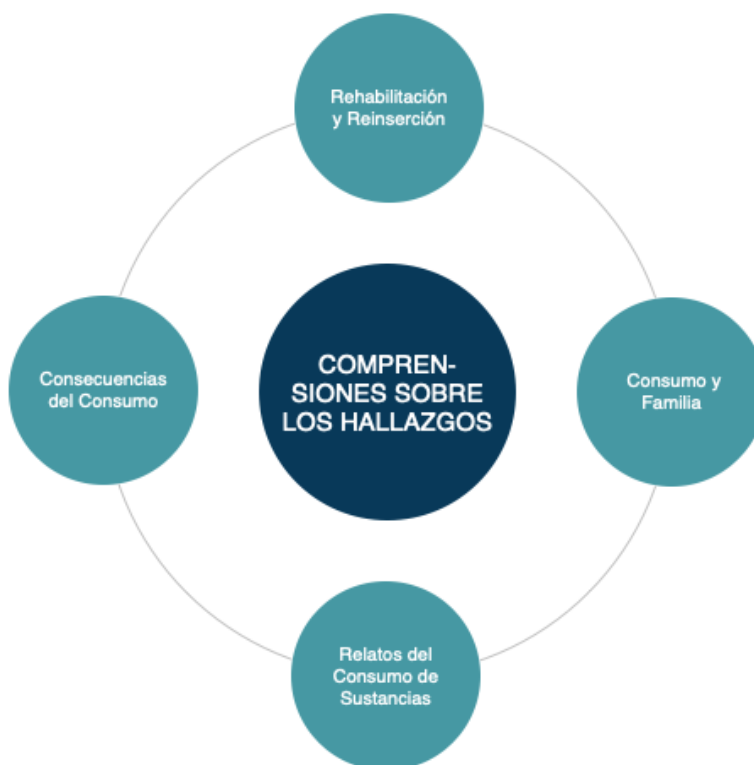 Rehabilitación
y Reinserción
Consecuencias
del Consumo
COMPREN-
SIONES SOBRE
LOS HALLAZGOS
Consumo y
Familia
Relatos del
Consumo de
Sustancias